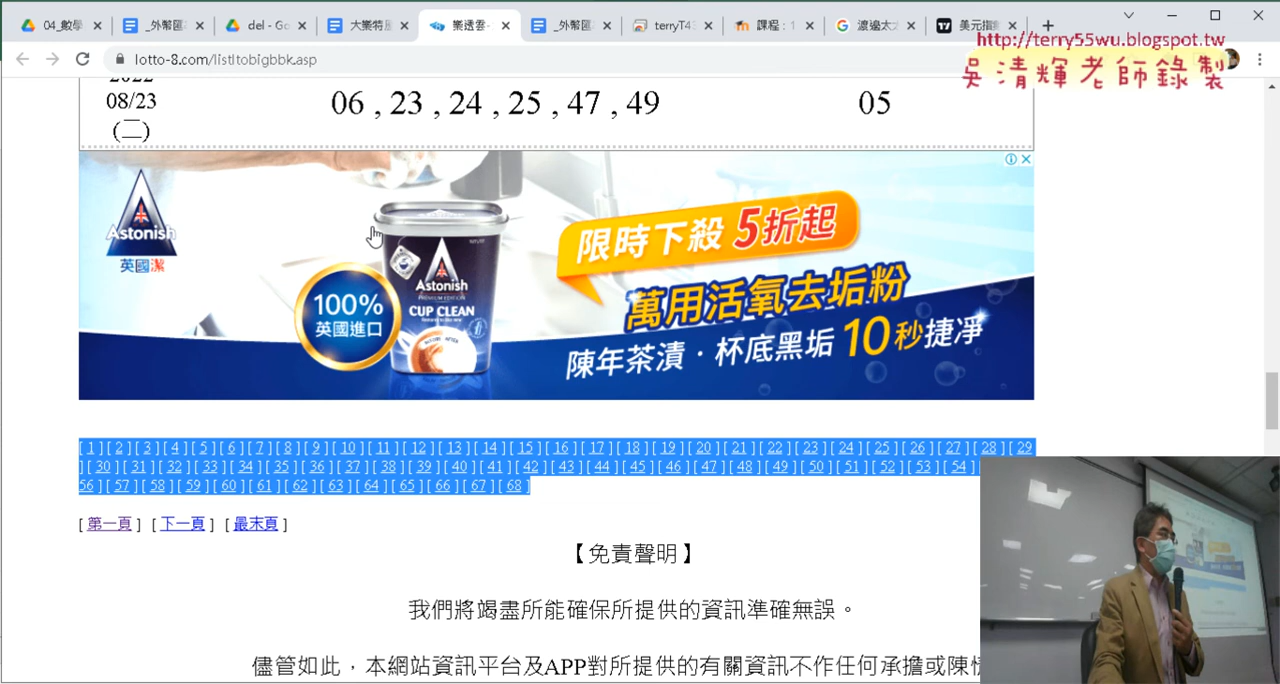 04_數學
_外幣匯
del - Go
大樂特
樂透雲-
_外幣匯
terryT43
課程：1
渡邊太
美元指
http://terry55wu.blogspot.tw
吳清輝老師錄製
lotto-8.com/listltobigbbk.asp
2022
08/23
(二)
06 , 23 , 24 , 25 , 47 , 49
05
Astonish
英國潔
100%
英國進口
Astonish
PREMIUM EDITION
CUP CLEAN
限時下殺 5折起
萬用活氧去垢粉
陳年茶漬．杯底黑垢 10秒捷淨
[ 1 ] [ 2 ] [ 3 ] [ 4 ] [ 5 ] [ 6 ] [ 7 ] [ 8 ] [ 9 ] [ 10 ] [ 11 ] [ 12 ] [ 13 ] [ 14 ] [ 15 ] [ 16 ] [ 17 ] [ 18 ] [ 19 ] [ 20 ] [ 21 ] [ 22 ] [ 23 ] [ 24 ] [ 25 ] [ 26 ] [ 27 ] [ 28 ] [ 29
] [ 30 ] [ 31 ] [ 32 ] [ 33 ] [ 34 ] [ 35 ] [ 36 ] [ 37 ] [ 38 ] [ 39 ] [ 40 ] [ 41 ] [ 42 ] [ 43 ] [ 44 ] [ 45 ] [ 46 ] [ 47 ] [ 48 ] [ 49 ] [ 50 ] [ 51 ] [ 52 ] [ 53 ] [ 54 ]
56 ] [ 57 ] [ 58 ] [ 59 ] [ 60 ] [ 61 ] [ 62 ] [ 63 ] [ 64 ] [ 65 ] [ 66 ] [ 67 ] [ 68 ]
[ 第一頁 ] [ 下一頁 ] [ 最末頁 ]
【免責聲明】
我們將竭盡所能確保所提供的資訊準確無誤。
儘管如此，本網站資訊平台及APP對所提供的有關資訊不作任何承擔或陳情